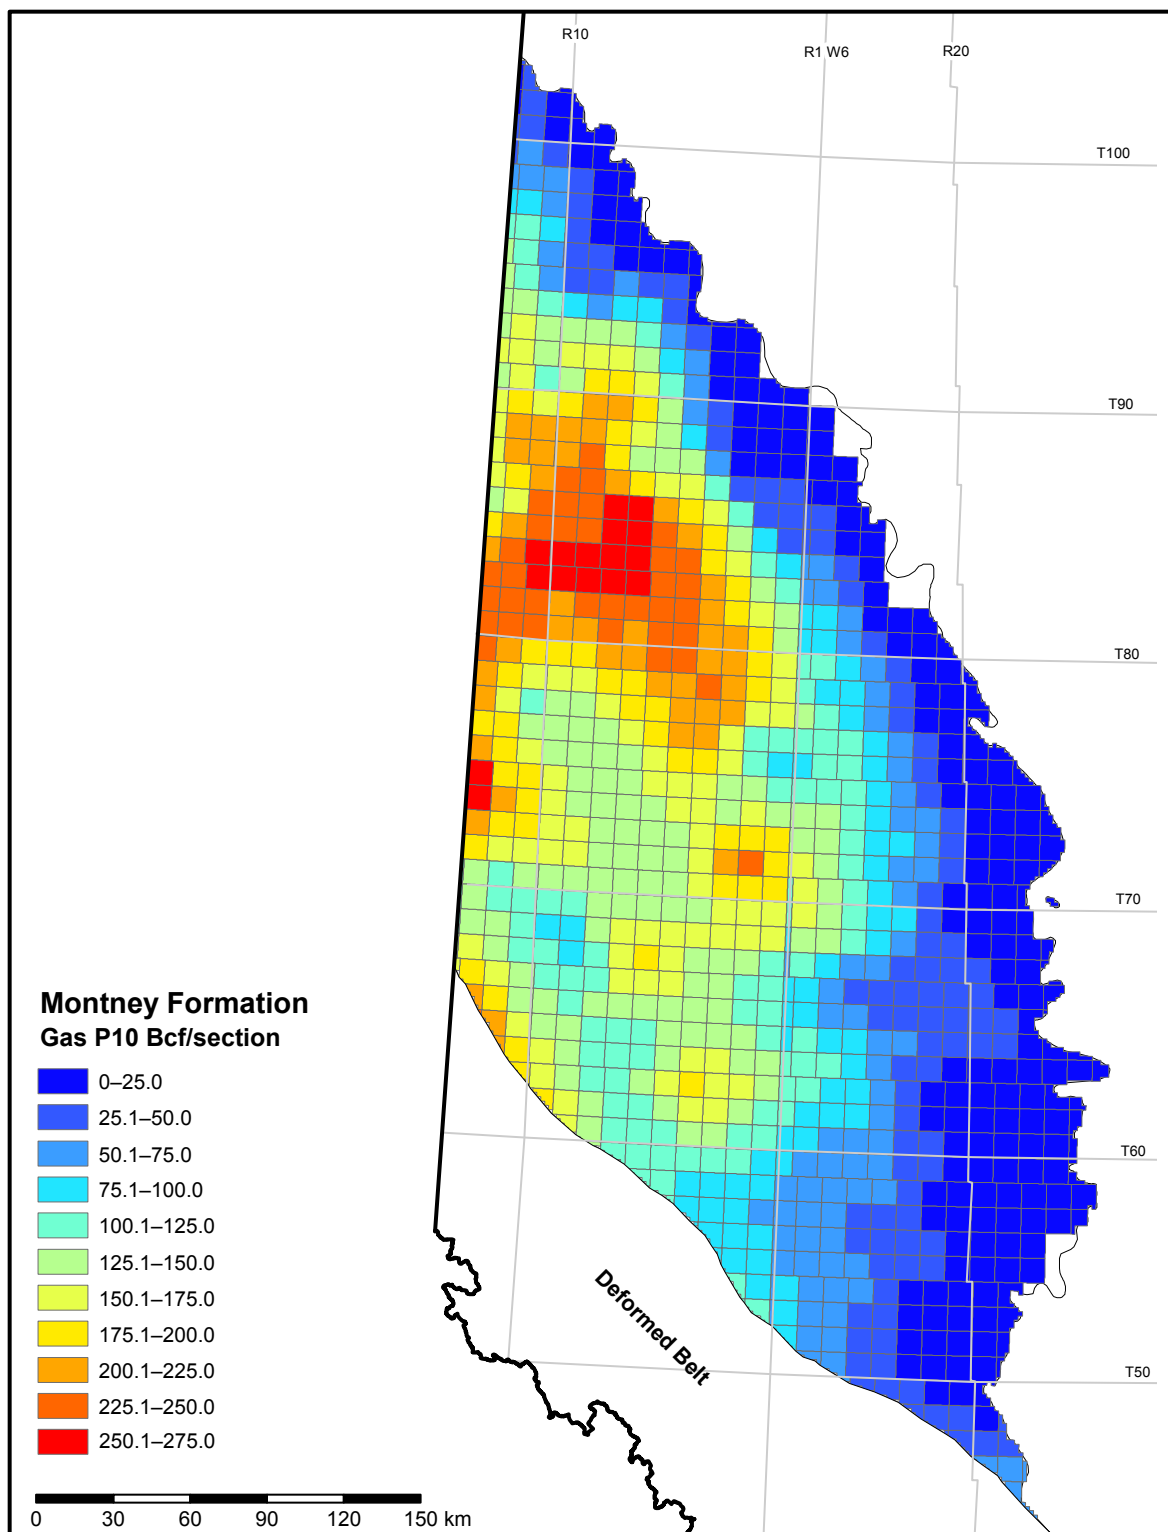 R10
R1 W6
R20
T100
T90
T80
T70
T60
T50
Montney Formation
Gas P10 Bcf/section
0–25.0
25.1–50.0
50.1–75.0
75.1–100.0
100.1–125.0
125.1–150.0
150.1–175.0
175.1–200.0
200.1–225.0
225.1–250.0
250.1–275.0
Deformed Belt
0 30 60 90 120 150 km